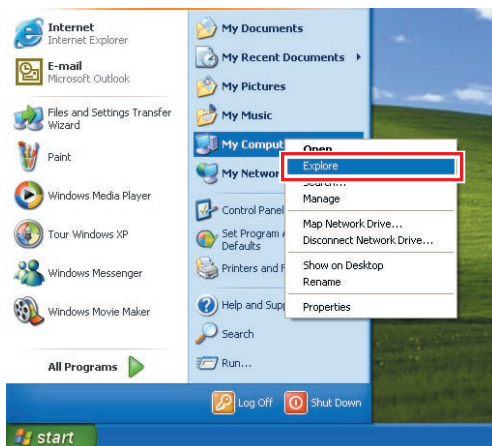 Internet
Internet Explorer
E-mail
Microsoft Outlook
Files and Settings Transfer
Wizard
Paint
Windows Media Player
Tour Windows XP
Windows Messenger
Windows Movie Maker
All Programs
My Documents
My Recent Documents
My Pictures
My Music
My Comput
My Networ
Control Panel
Set Program A
Defaults
Printers and F
Help and Supp
Search
Run...
Open
Explore
Search...
Manage
Map Network Drive...
Disconnect Network Drive...
Show on Desktop
Rename
Properties
Log Off
Shut Down
start